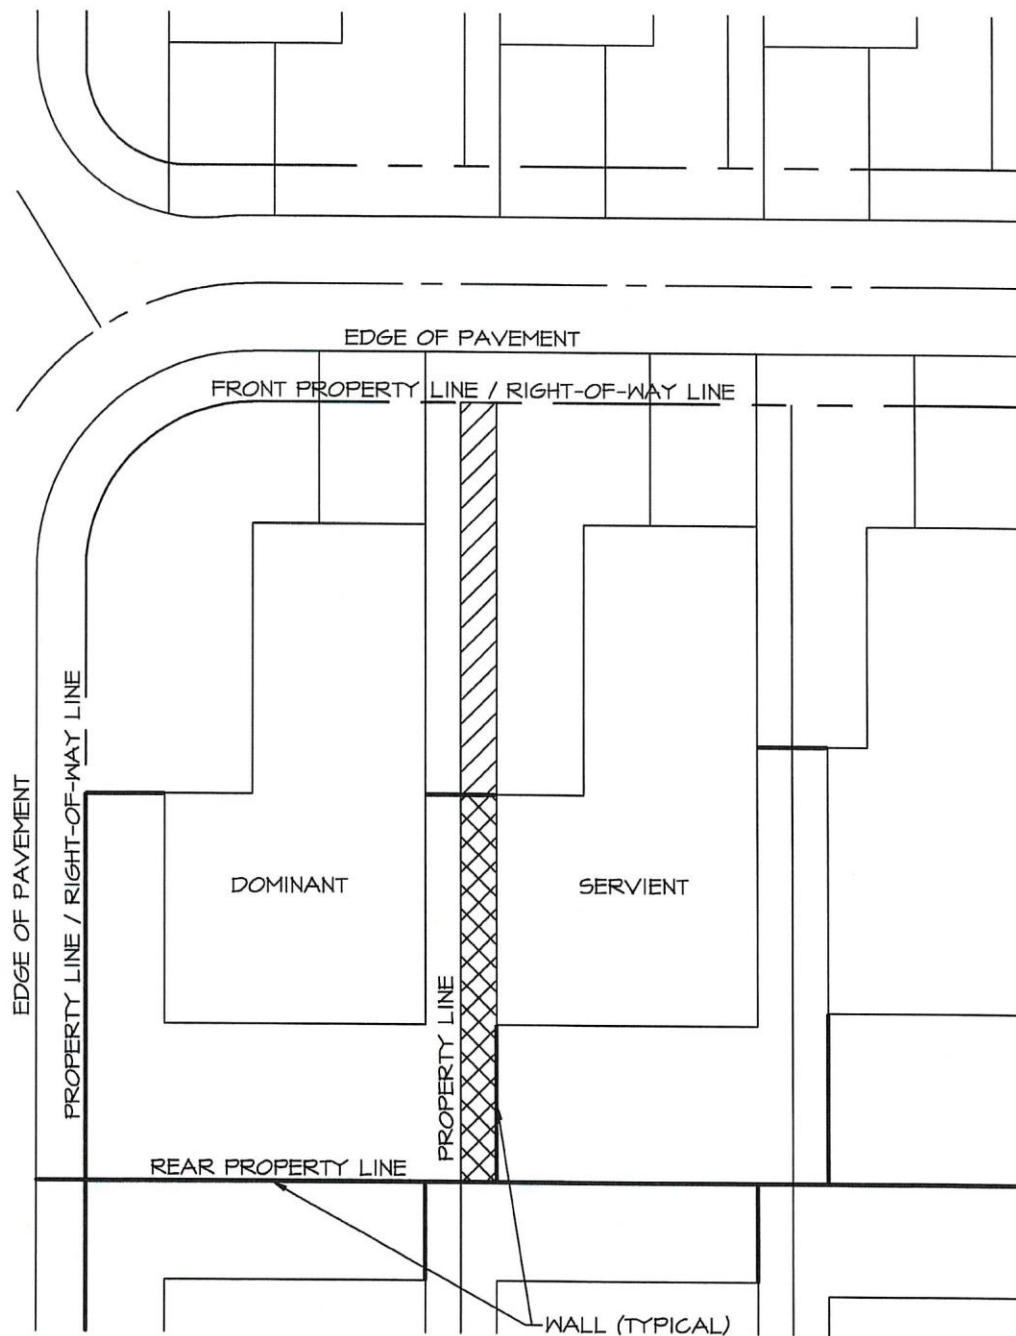 EDGE OF PAVEMENT
FRONT PROPERTY LINE / RIGHT-OF-WAY LINE
EDGE OF PAVEMENT
PROPERTY LINE / RIGHT-OF-WAY LINE
DOMINANT
SERVIENT
PROPERTY LINE
REAR PROPERTY LINE
WALL (TYPICAL)